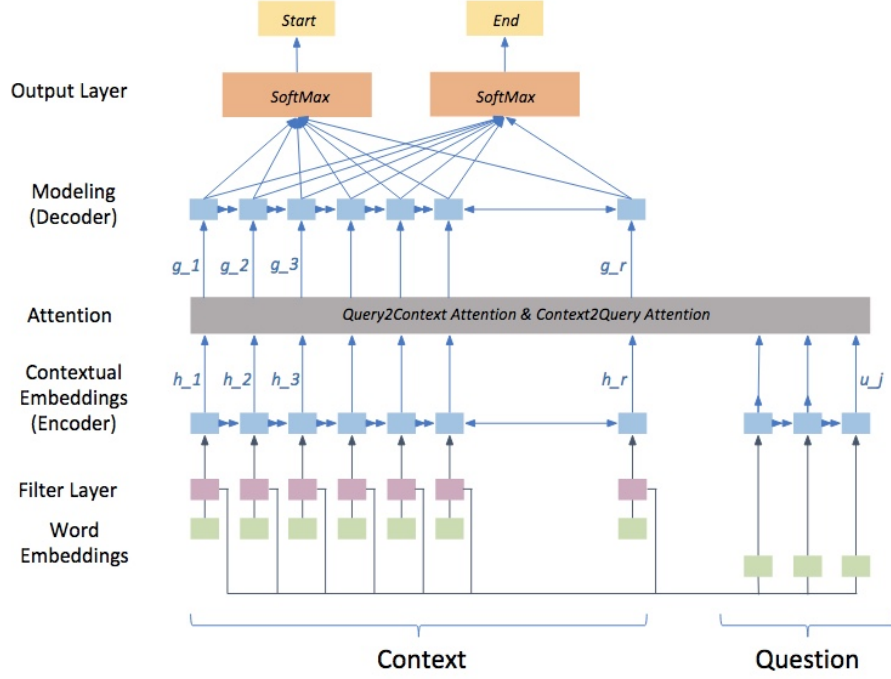 Start
End
Output Layer
SoftMax
SoftMax
Modeling
(Decoder)
g_1
g_2
g_3
g_r
Attention
Query2Context Attention & Context2Query Attention
Contextual
Embeddings
(Encoder)
h_1
h_2
h_3
h_r
u_j
Filter Layer
Word
Embeddings
Context
Question